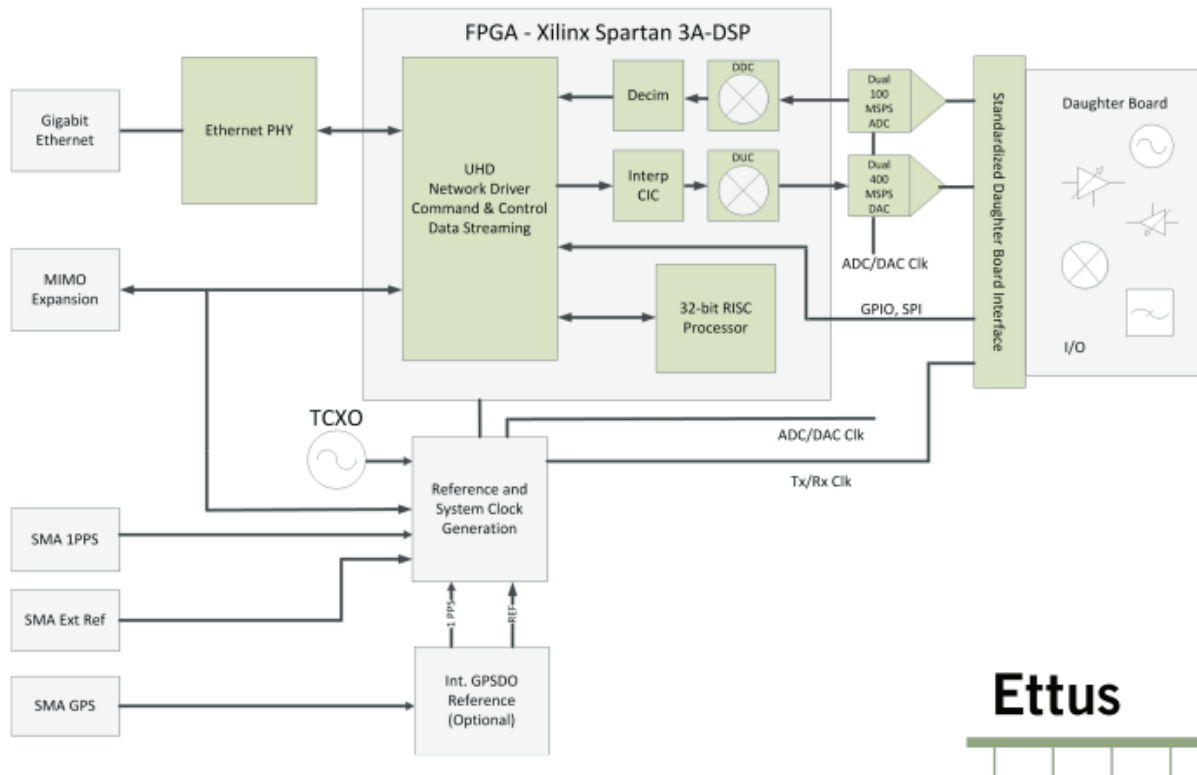 FPGA - Xilinx Spartan 3A-DSP
Gigabit
Ethernet
Ethernet PHY
UHD
Network Driver
Command & Control
Data Streaming
Decim
DDC
Dual
100
MSPS
ADC
Interp
CIC
DUC
Dual
400
MSPS
DAC
ADC/DAC Clk
Standardized Daughter Board Interface
Daughter Board
I/O
MIMO
Expansion
32-bit RISC
Processor
GPIO, SPI
TCXO
ADC/DAC Clk
Tx/Rx Clk
Reference and
System Clock
Generation
SMA 1PPS
SMA Ext Ref
1 PPS
REF
SMA GPS
Int. GPSDO
Reference
(Optional)
Ettus